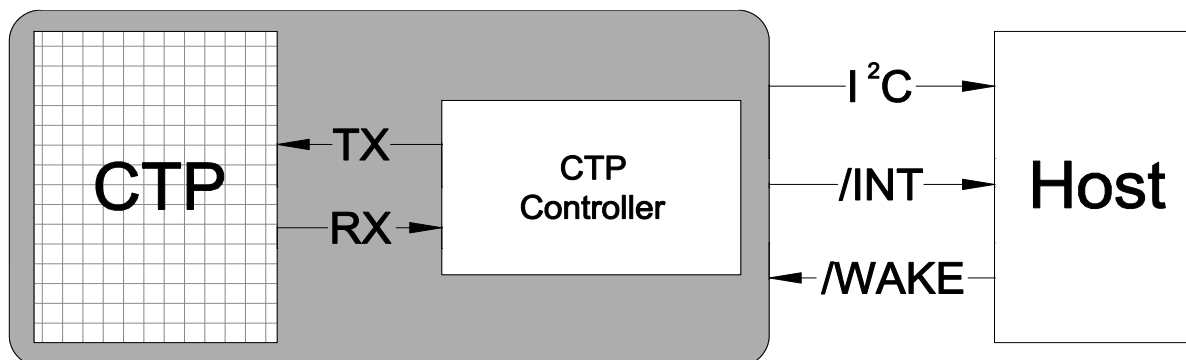 CTP
TX
RX
CTP
Controller
I²C
/INT
/WAKE
Host